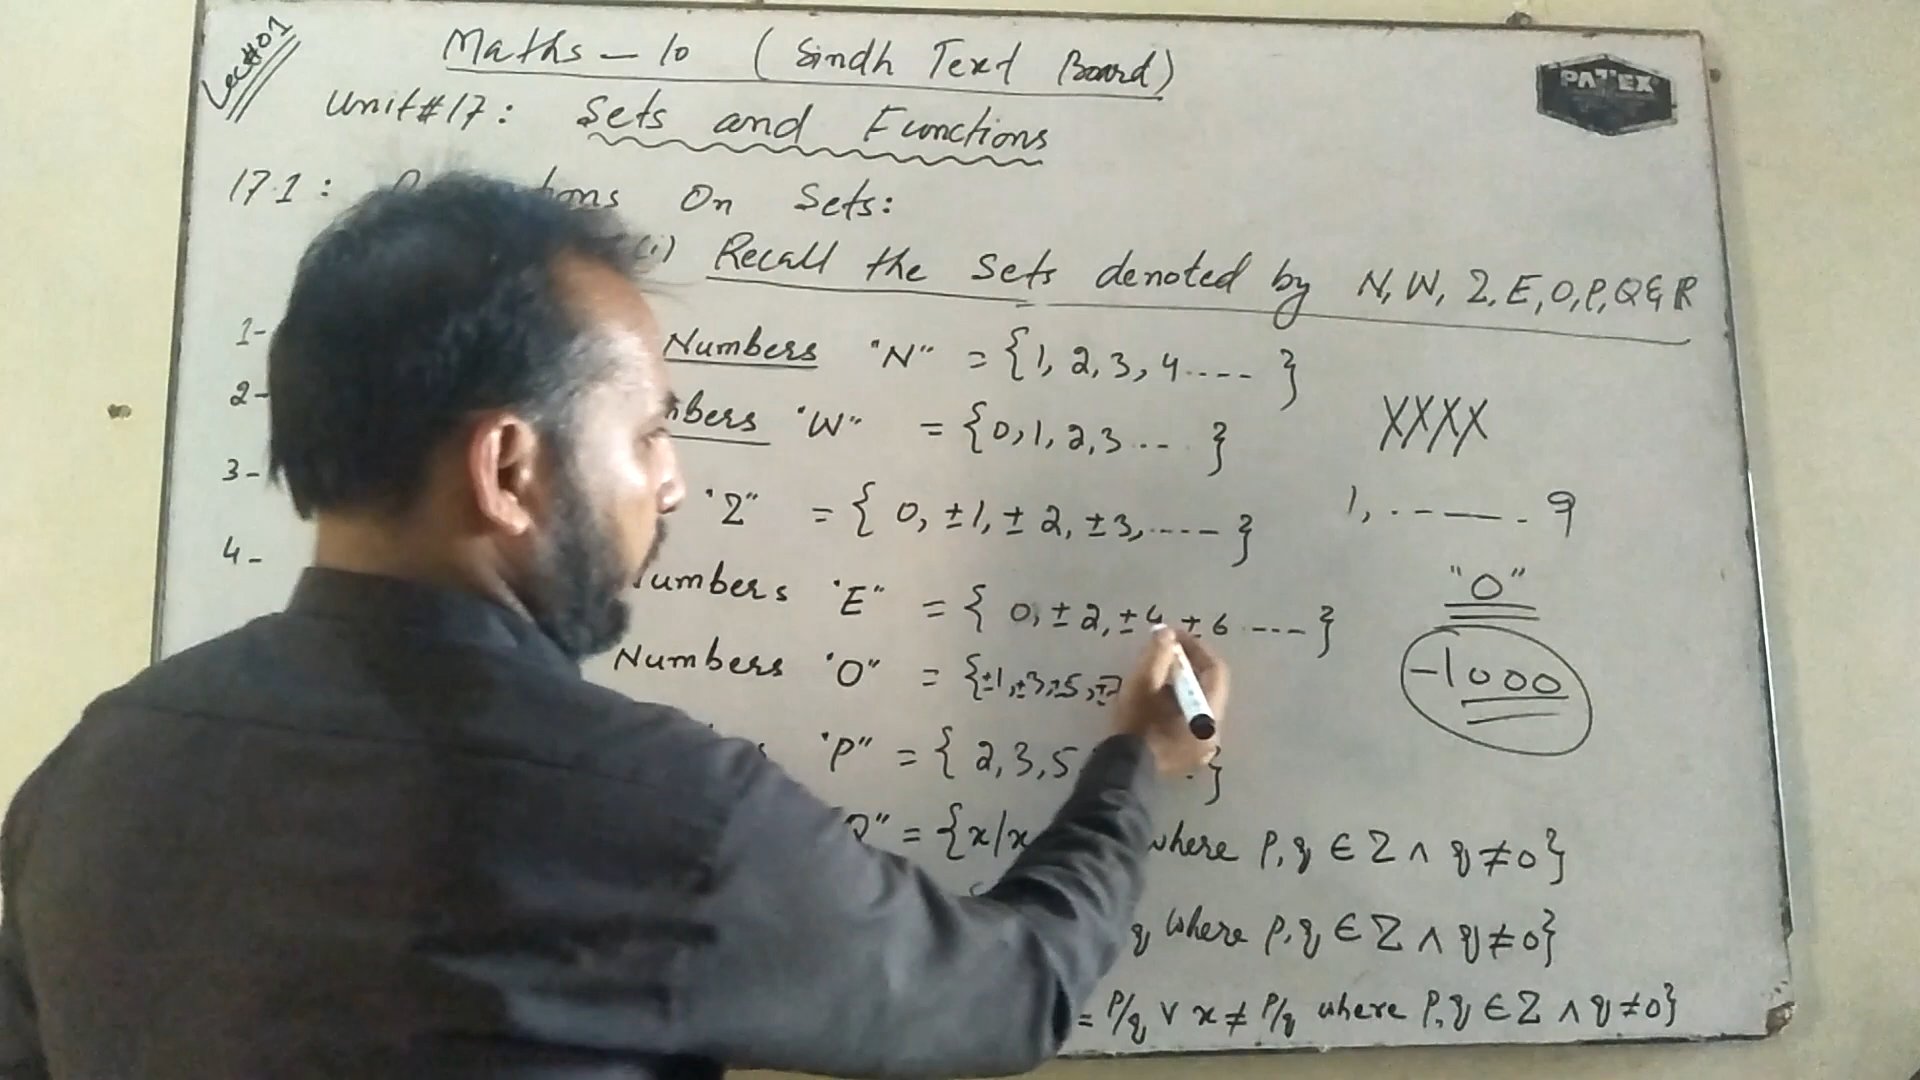 Lec#01
Maths – 10 (Sindh Text Board)
PATEX
Unit#17: Sets and Functions
17.1: On Sets:
(i) Recall the Sets denoted by N, W, Z, E, O, P, Q & R
1- Numbers "N" = {1, 2, 3, 4 ---- }
2- "W" = {0, 1, 2, 3 --- }
XXXX
3- "Z" = { 0, ±1, ±2, ±3, ---- }
1, ------ 9
4- Numbers "E" = { 0, ±2, ±4 ±6 ---- }
"0"
Numbers "O" = {±1, ±3, ±5, ±7
-1000
"P" = { 2, 3, 5 }
= {x/x where p, q ∈ Z ∧ q ≠ 0}
q where p, q ∈ Z ∧ q ≠ 0}
= p/q ∨ x ≠ p/q where p, q ∈ Z ∧ q ≠ 0}